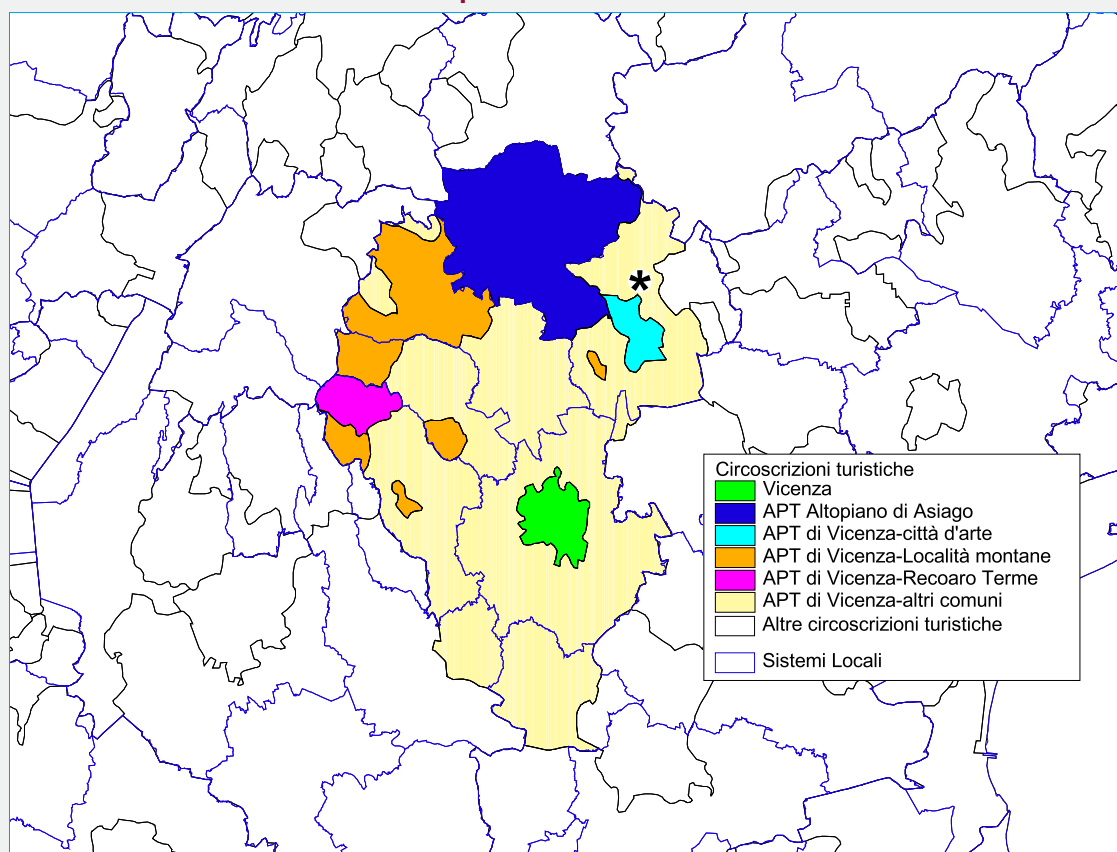 *
Circoscrizioni turistiche
Vicenza
APT Altopiano di Asiago
APT di Vicenza-città d'arte
APT di Vicenza-Località montane
APT di Vicenza-Recoaro Terme
APT di Vicenza-altri comuni
Altre circoscrizioni turistiche
Sistemi Locali